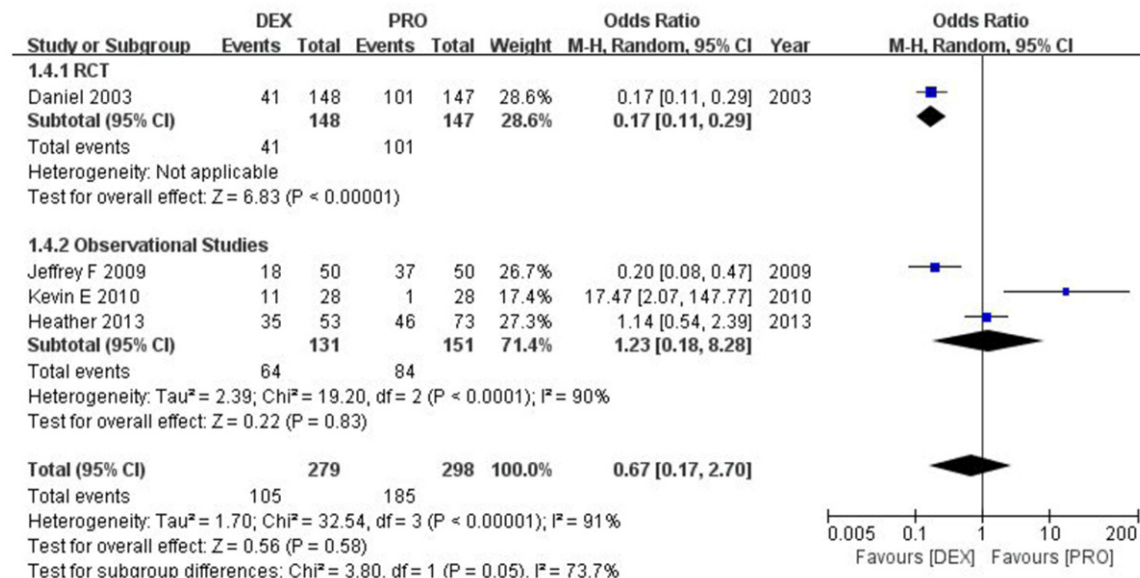 DEX PRO Odds Ratio Odds Ratio
Study or Subgroup Events Total Events Total Weight M-H, Random, 95% CI Year M-H, Random, 95% CI
1.4.1 RCT
Daniel 2003 41 148 101 147 28.6% 0.17 [0.11, 0.29] 2003
Subtotal (95% CI) 148 147 28.6% 0.17 [0.11, 0.29]
Total events 41 101
Heterogeneity: Not applicable
Test for overall effect: Z = 6.83 (P < 0.00001)
1.4.2 Observational Studies
Jeffrey F 2009 18 50 37 50 26.7% 0.20 [0.08, 0.47] 2009
Kevin E 2010 11 28 1 28 17.4% 17.47 [2.07, 147.77] 2010
Heather 2013 35 53 46 73 27.3% 1.14 [0.54, 2.39] 2013
Subtotal (95% CI) 131 151 71.4% 1.23 [0.18, 8.28]
Total events 64 84
Heterogeneity: Tau² = 2.39; Chi² = 19.20, df = 2 (P < 0.0001); I² = 90%
Test for overall effect: Z = 0.22 (P = 0.83)
Total (95% CI) 279 298 100.0% 0.67 [0.17, 2.70]
Total events 105 185
Heterogeneity: Tau² = 1.70; Chi² = 32.54, df = 3 (P < 0.00001); I² = 91%
Test for overall effect: Z = 0.56 (P = 0.58)
Test for subgroup differences: Chi² = 3.80, df = 1 (P = 0.05), I² = 73.7%
0.005 0.1 1 10 200
Favours [DEX] Favours [PRO]